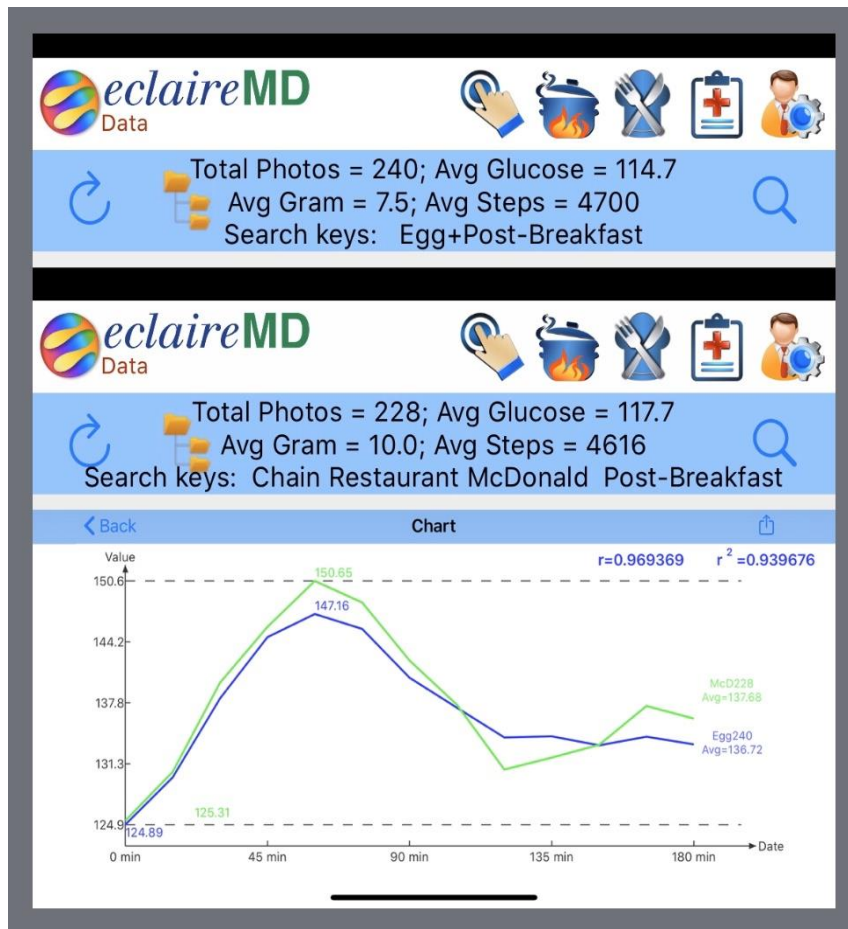 eclaireMD
Data
Total Photos = 240; Avg Glucose = 114.7
Avg Gram = 7.5; Avg Steps = 4700
Search keys: Egg+Post-Breakfast
eclaireMD
Data
Total Photos = 228; Avg Glucose = 117.7
Avg Gram = 10.0; Avg Steps = 4616
Search keys: Chain Restaurant McDonald Post-Breakfast
Back Chart
Value
r=0.969369 r² =0.939676
150.65
150.6
147.16
144.2
McD228
Avg=137.68
137.8
Egg240
Avg=136.72
131.3
125.31
124.9
124.89
Date
0 min 45 min 90 min 135 min 180 min